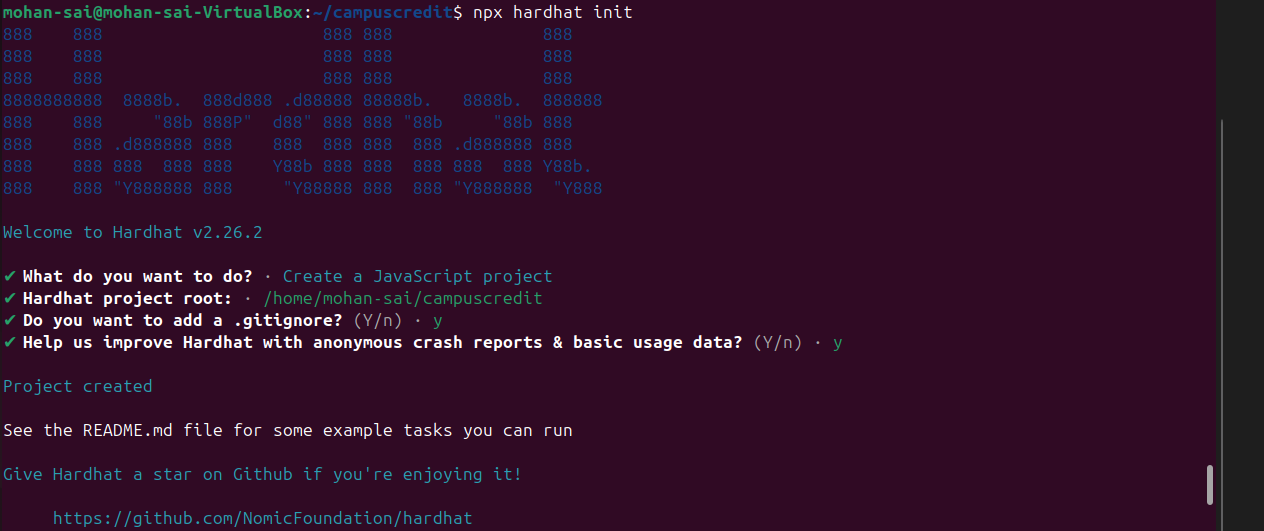 mohan-sai@mohan-sai-VirtualBox:~/campuscredit$ npx hardhat init
888    888                      888 888               888
888    888                      888 888               888
888    888                      888 888               888
8888888888  8888b.  888d888 .d88888 88888b.   8888b.  888888
888    888     "88b 888P"  d88" 888 888 "88b     "88b 888
888    888 .d888888 888    888  888 888  888 .d888888 888
888    888 888  888 888    Y88b 888 888  888 888  888 Y88b.
888    888 "Y888888 888     "Y88888 888  888 "Y888888  "Y888
Welcome to Hardhat v2.26.2
✔ What do you want to do? · Create a JavaScript project
✔ Hardhat project root: · /home/mohan-sai/campuscredit
✔ Do you want to add a .gitignore? (Y/n) · y
✔ Help us improve Hardhat with anonymous crash reports & basic usage data? (Y/n) · y
Project created
See the README.md file for some example tasks you can run
Give Hardhat a star on Github if you're enjoying it!
https://github.com/NomicFoundation/hardhat